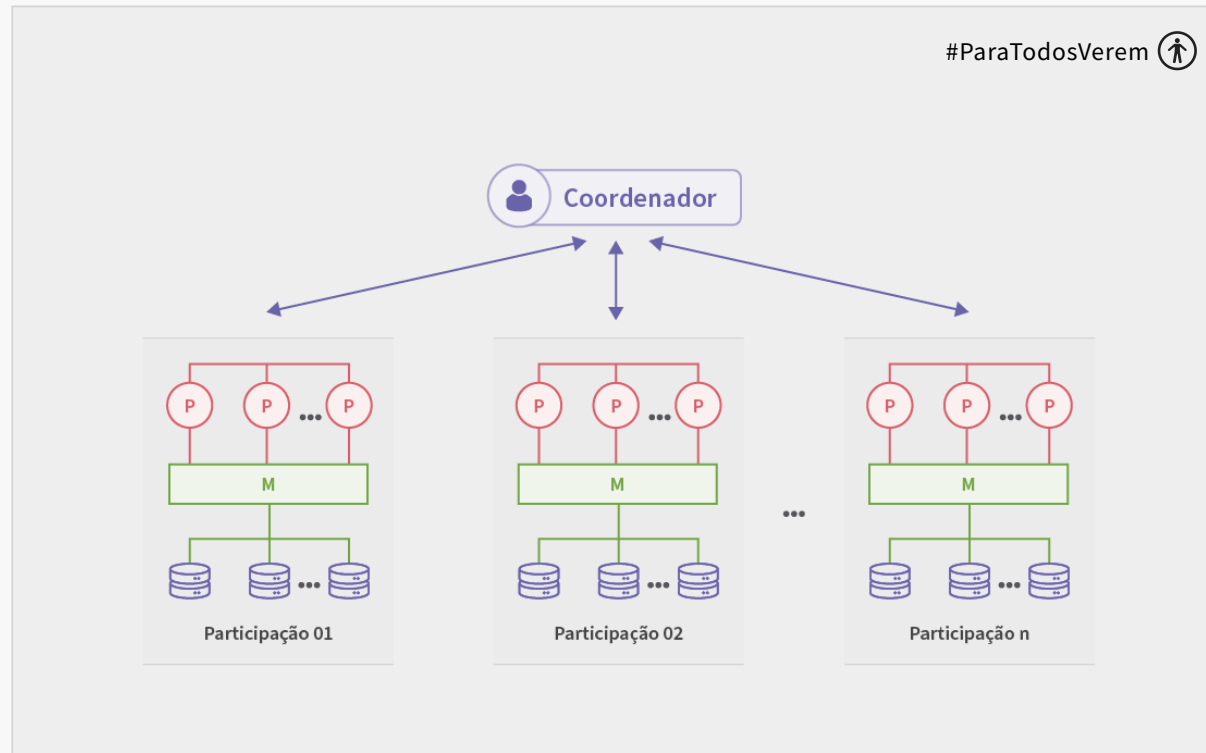 #ParaTodosVerem
Coordenador
P P ... P
P P ... P
P P ... P
M
M
...
M
...
...
...
Participação 01
Participação 02
Participação n